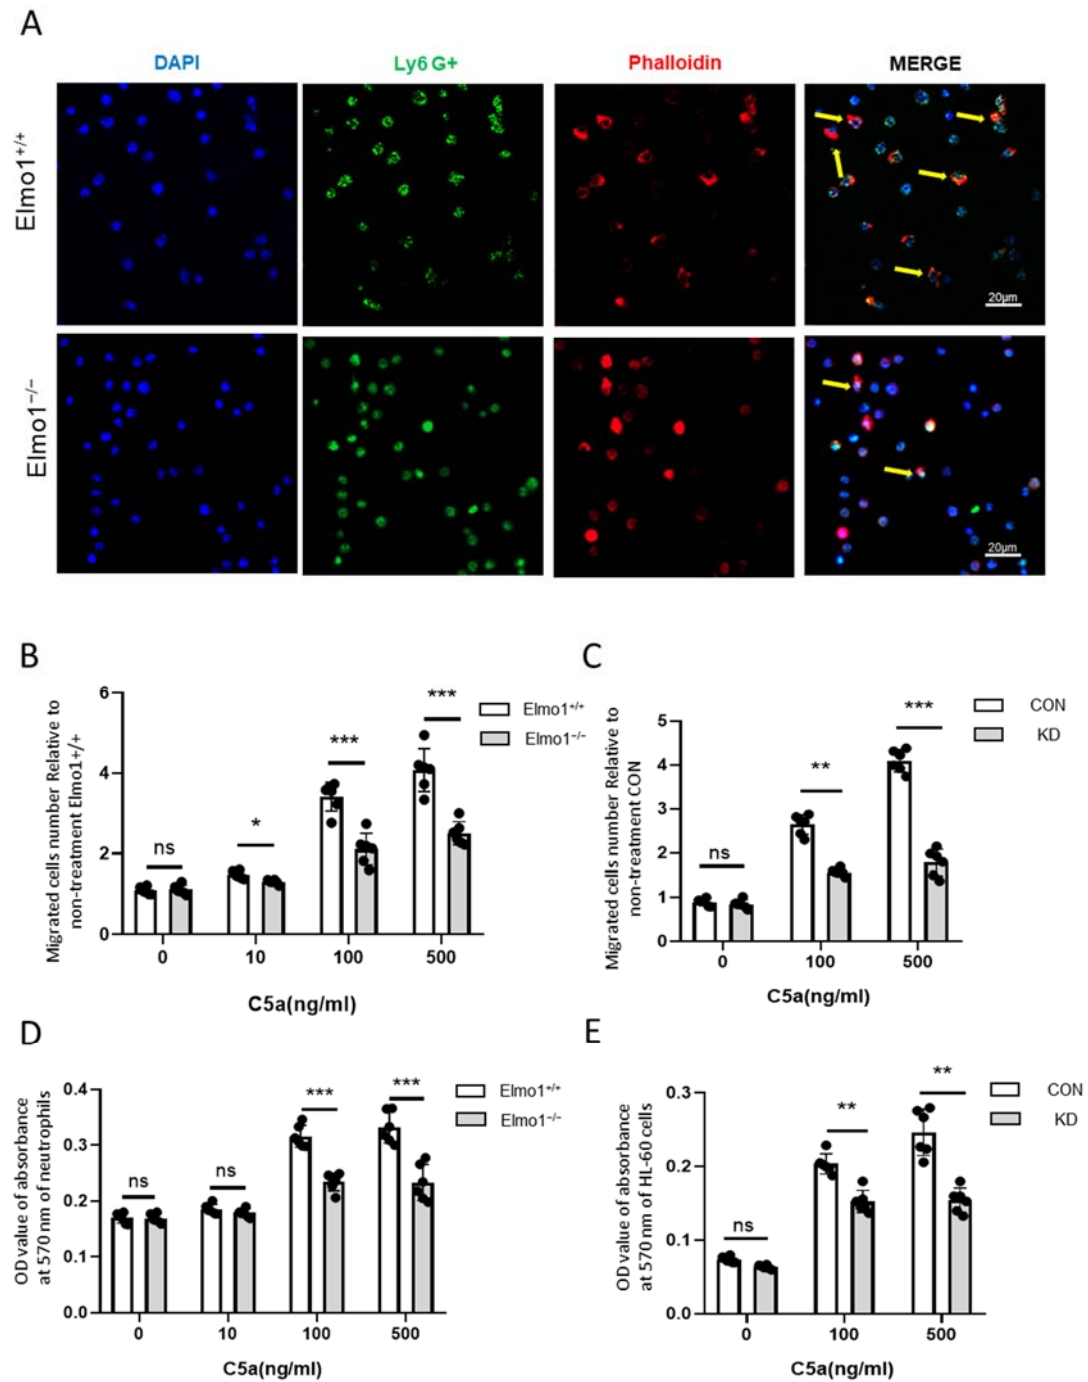 A
DAPI Ly6 G+ Phalloidin MERGE
Elmo1+/+
20μm
Elmo1−/−
20μm
B
Migrated cells number Relative to
non-treatment Elmo1+/+
6
4
2
0
ns
*
***
***
Elmo1+/+
Elmo1−/−
0 10 100 500
C5a(ng/ml)
C
Migrated cells number Relative to
non-treatment CON
5
4
3
2
1
0
ns
**
***
CON
KD
0 100 500
C5a(ng/ml)
D
OD value of absorbance
at 570 nm of neutrophils
0.4
0.3
0.2
0.1
0.0
ns
ns
***
***
Elmo1+/+
Elmo1−/−
0 10 100 500
C5a(ng/ml)
E
OD value of absorbance
at 570 nm of HL-60 cells
0.3
0.2
0.1
0.0
ns
**
**
CON
KD
0 100 500
C5a(ng/ml)